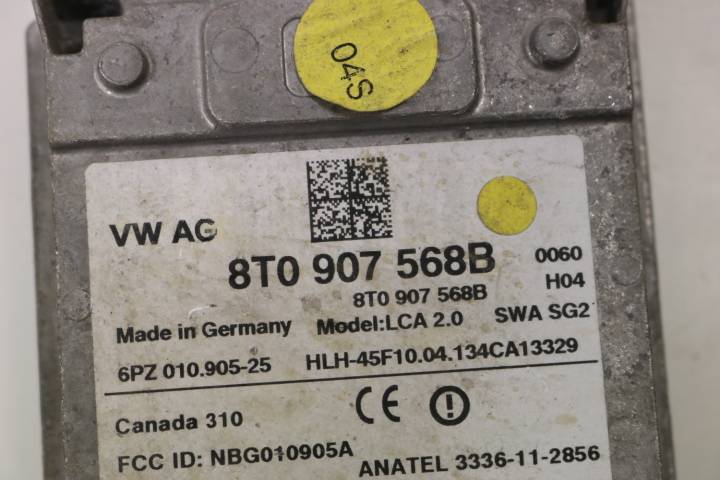 04S
VW AG
8T0 907 568B 0060
8T0 907 568B H04
Made in Germany Model:LCA 2.0 SWA SG2
6PZ 010.905-25 HLH-45F10.04.134CA13329
Canada 310 CE
FCC ID: NBG010905A ANATEL 3336-11-2856